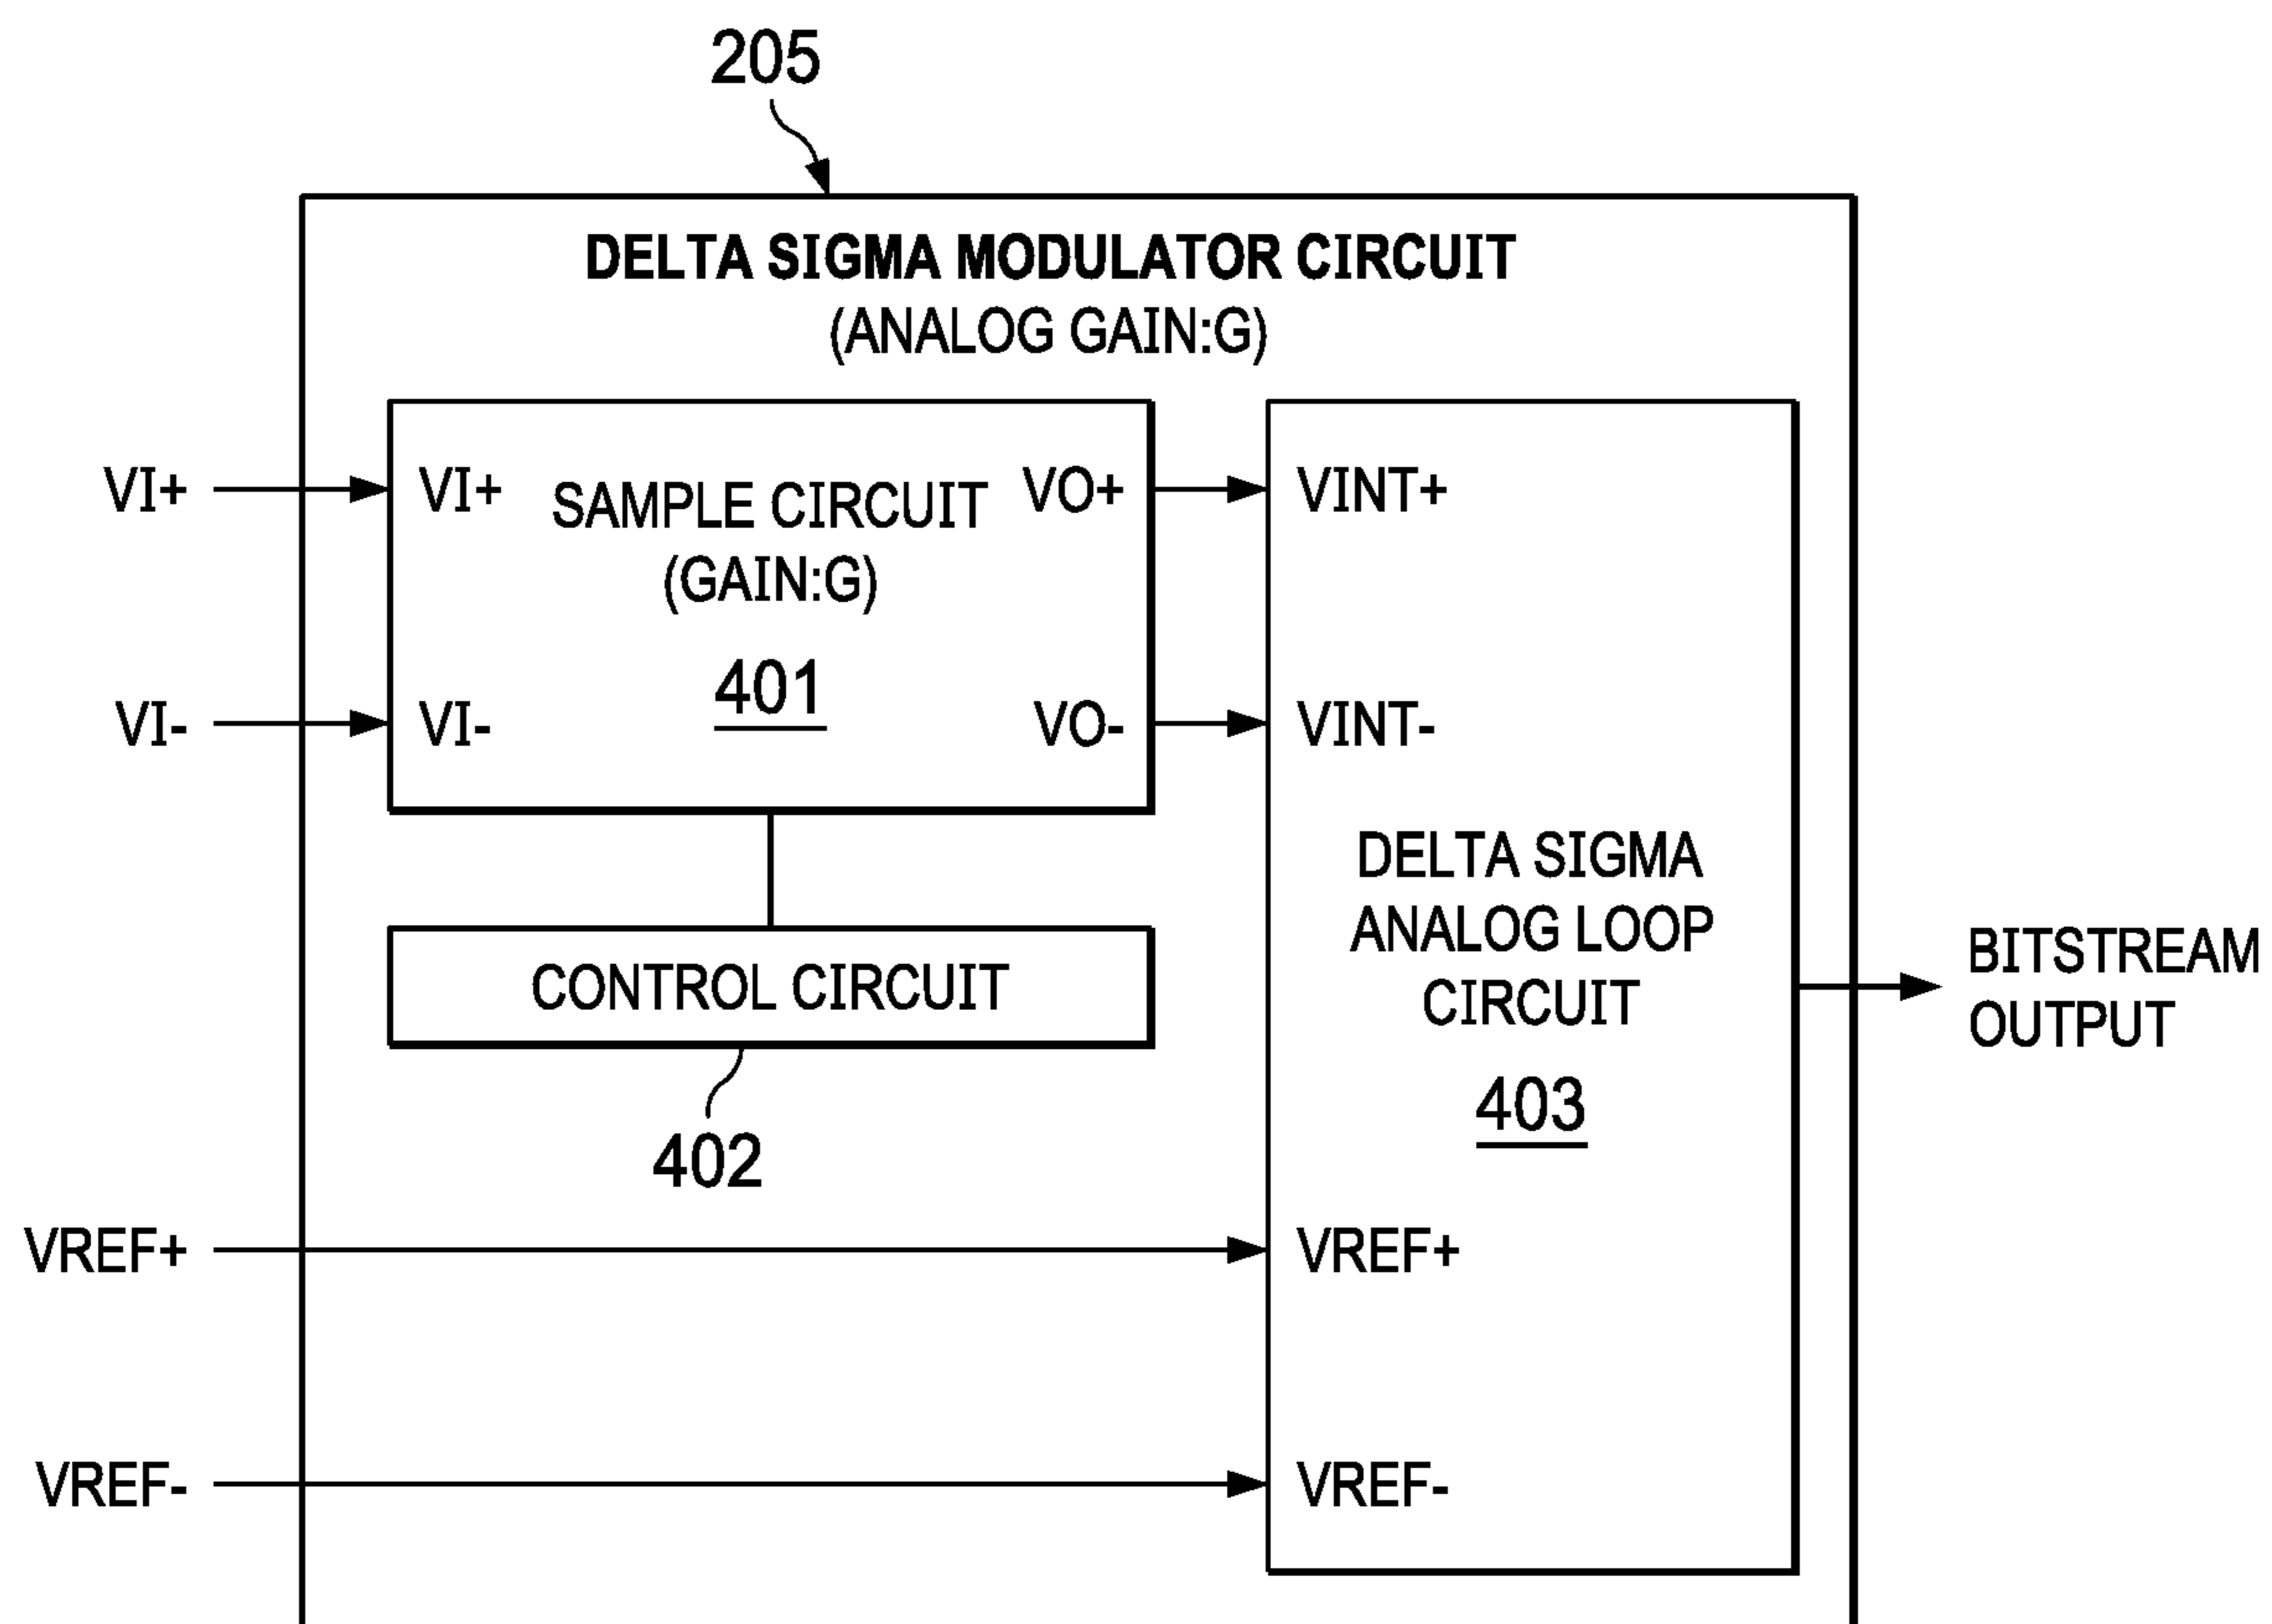 205
DELTA SIGMA MODULATOR CIRCUIT
(ANALOG GAIN:G)
VI+
VI+
SAMPLE CIRCUIT
(GAIN:G)
401
VO+
VINT+
VI-
VI-
VO-
VINT-
DELTA SIGMA
ANALOG LOOP
CIRCUIT
403
CONTROL CIRCUIT
402
BITSTREAM
OUTPUT
VREF+
VREF+
VREF-
VREF-